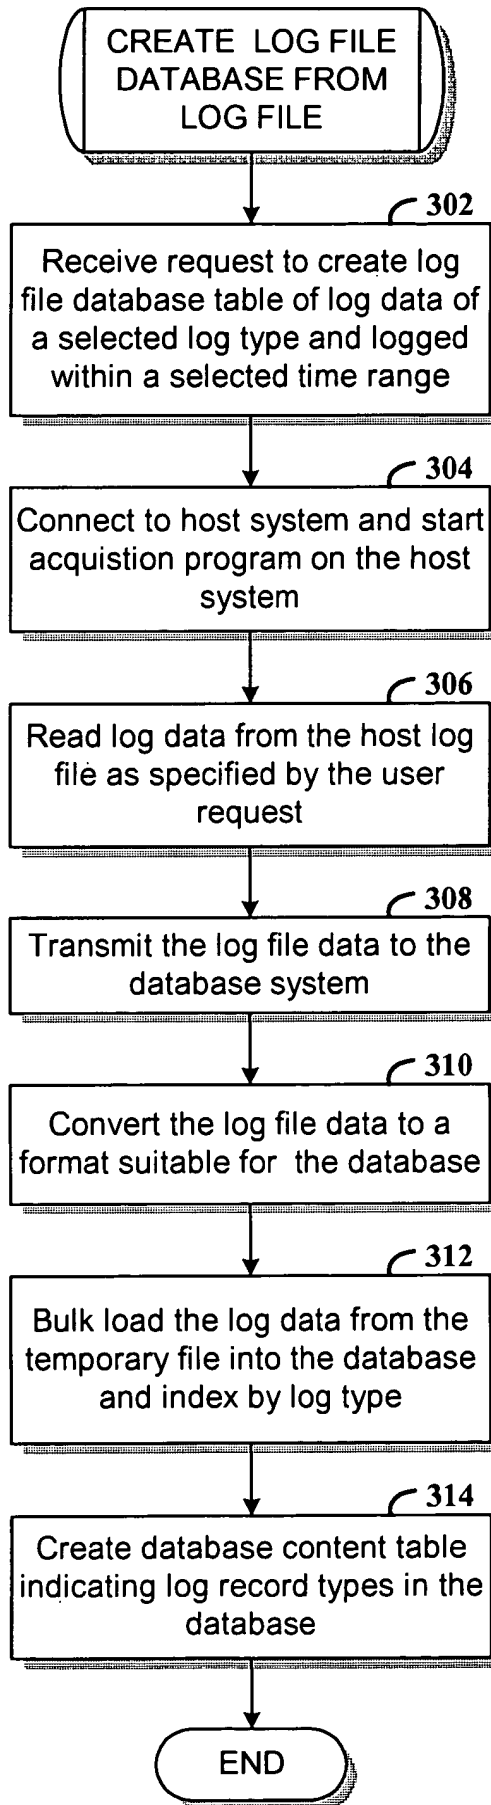 CREATE LOG FILE
DATABASE FROM
LOG FILE
302
Receive request to create log
file database table of log data of
a selected log type and logged
within a selected time range
304
Connect to host system and start
acquistion program on the host
system
306
Read log data from the host log
file as specified by the user
request
308
Transmit the log file data to the
database system
310
Convert the log file data to a
format suitable for the database
312
Bulk load the log data from the
temporary file into the database
and index by log type
314
Create database content table
indicating log record types in the
database
END